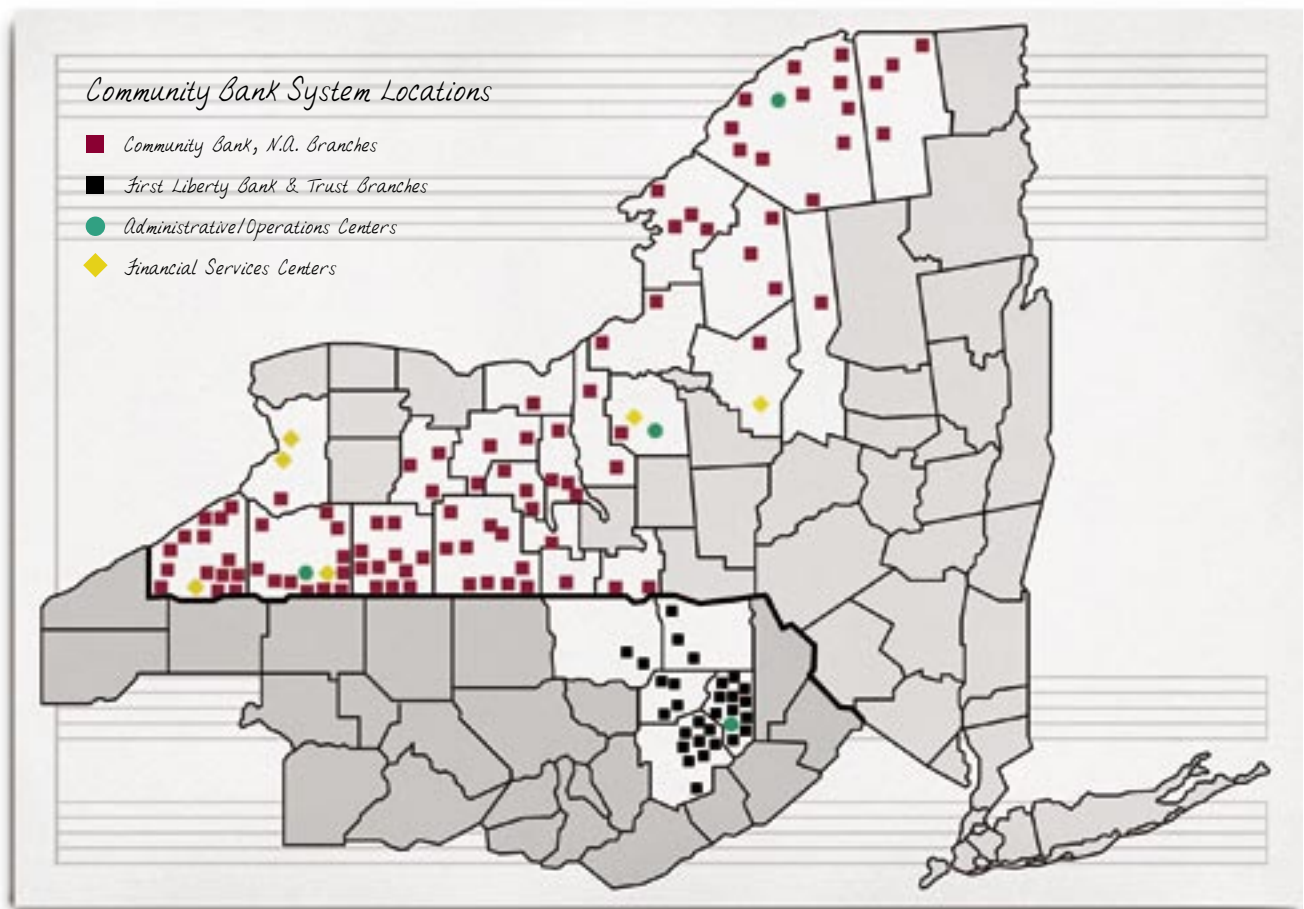 Community Bank System Locations
Community Bank, N.A. Branches
First Liberty Bank & Trust Branches
Administrative/Operations Centers
Financial Services Centers